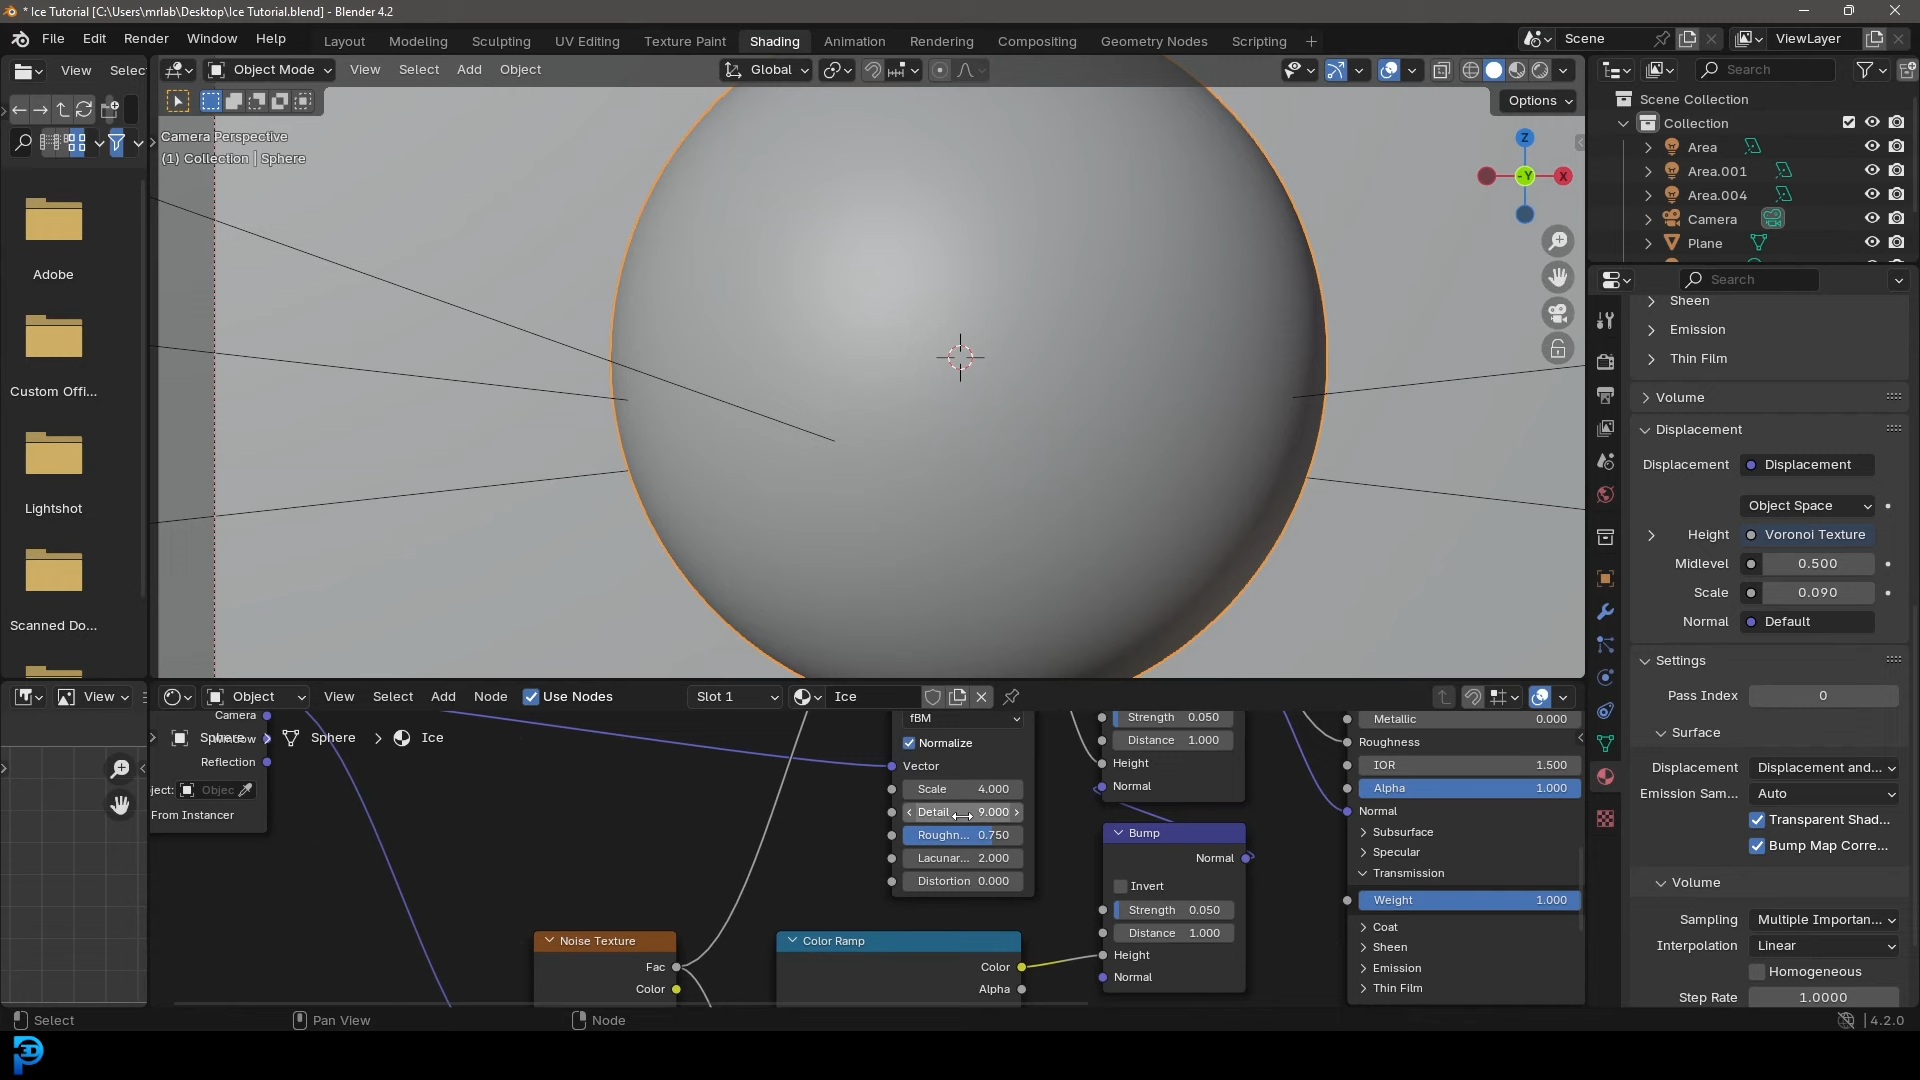 * Ice Tutorial [C:\Users\mrlab\Desktop\Ice Tutorial.blend] - Blender 4.2
File Edit Render Window Help Layout Modeling Sculpting UV Editing Texture Paint Shading Animation Rendering Compositing Geometry Nodes Scripting + Scene ViewLayer
View Selec Object Mode View Select Add Object Global Search
Options
Camera Perspective
(1) Collection | Sphere
Z
-Y
X
Adobe
Custom Offi...
Lightshot
Scanned Do...
Scene Collection
Collection
Area
Area.001
Area.004
Camera
Plane
Search
Sheen
Emission
Thin Film
Volume
Displacement
Displacement Displacement
Object Space
Height Voronoi Texture
Midlevel 0.500
Scale 0.090
Normal Default
Settings
Pass Index 0
Surface
Displacement Displacement and...
Emission Sam... Auto
Transparent Shad...
Bump Map Corre...
Volume
Sampling Multiple Importan...
Interpolation Linear
Homogeneous
Step Rate 1.0000
View Object View Select Add Node Use Nodes Slot 1 Ice
Camera
Sphere Sphere Ice
Reflection
ject: Objec
From Instancer
fBM
Normalize
Vector
Scale 4.000
Detail 9.000
Roughn... 0.750
Lacunar... 2.000
Distortion 0.000
Noise Texture
Fac
Color
Color Ramp
Color
Alpha
Strength 0.050
Distance 1.000
Height
Normal
Bump
Normal
Invert
Strength 0.050
Distance 1.000
Height
Normal
Metallic 0.000
Roughness
IOR 1.500
Alpha 1.000
Normal
Subsurface
Specular
Transmission
Weight 1.000
Coat
Sheen
Emission
Thin Film
Select Pan View Node 4.2.0